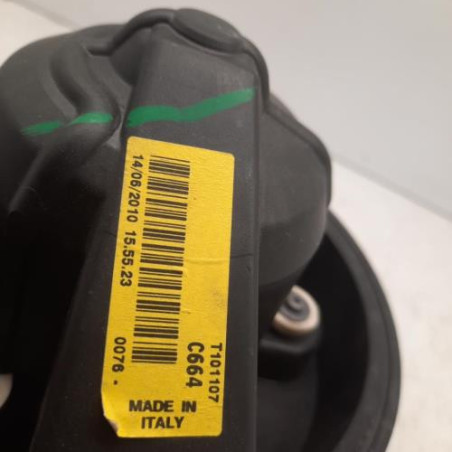 T101107
C664
14/06/2010 15.55.23
0076 •
MADE IN
ITALY